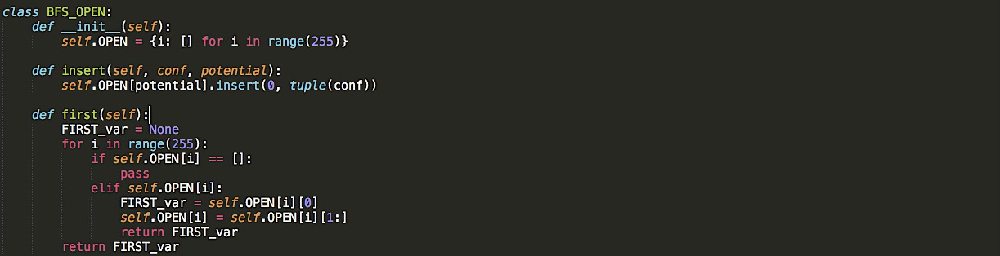 class BFS_OPEN:
    def __init__(self):
        self.OPEN = {i: [] for i in range(255)}

    def insert(self, conf, potential):
        self.OPEN[potential].insert(0, tuple(conf))

    def first(self):
        FIRST_var = None
        for i in range(255):
            if self.OPEN[i] == []:
                pass
            elif self.OPEN[i]:
                FIRST_var = self.OPEN[i][0]
                self.OPEN[i] = self.OPEN[i][1:]
                return FIRST_var
        return FIRST_var